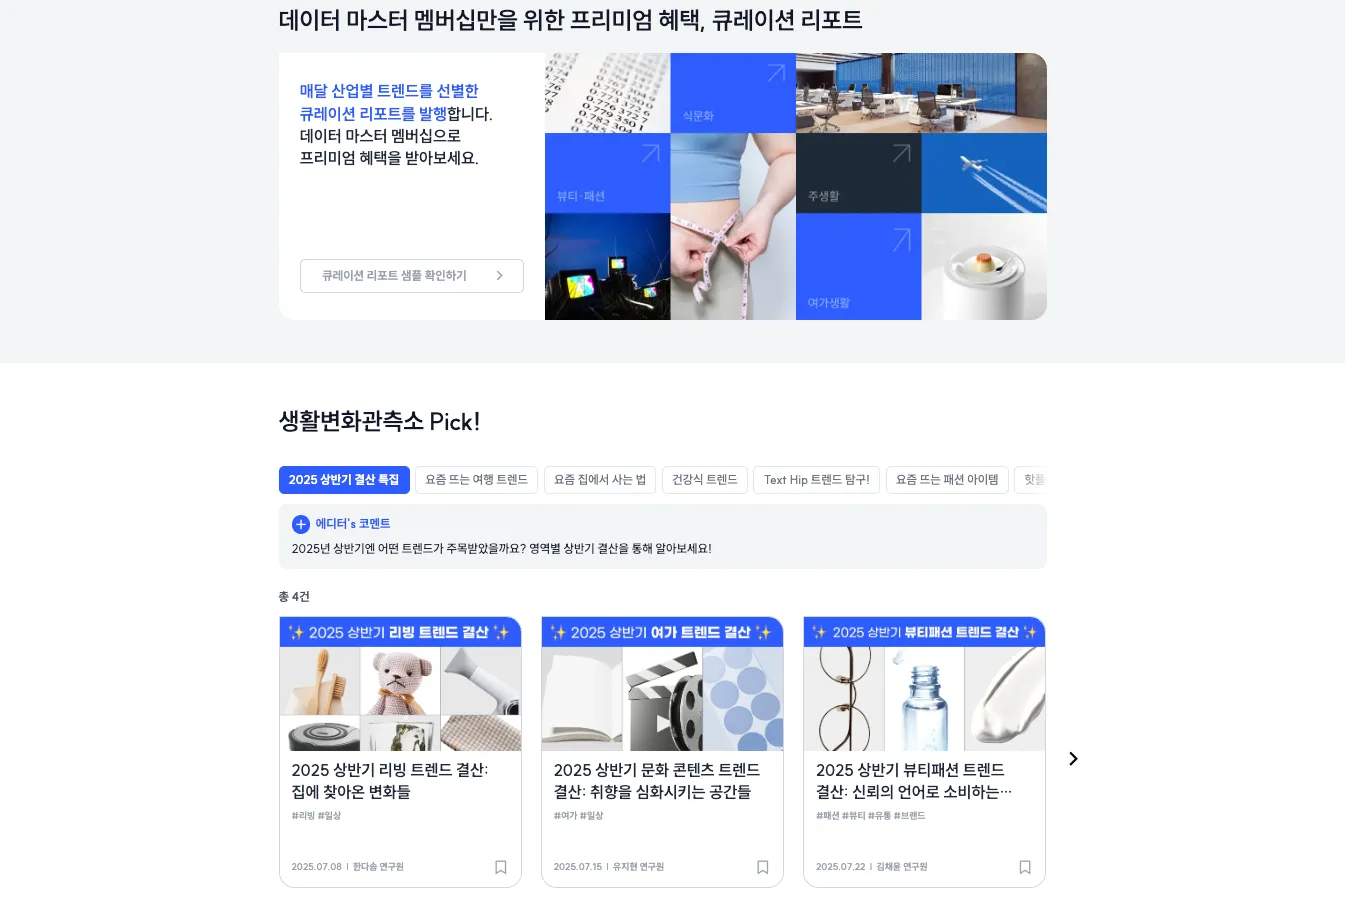 데이터 마스터 멤버십만을 위한 프리미엄 혜택, 큐레이션 리포트
매달 산업별 트렌드를 선별한
큐레이션 리포트를 발행합니다.
데이터 마스터 멤버십으로
프리미엄 혜택을 받아보세요.
큐레이션 리포트 샘플 확인하기
식문화
뷰티·패션
주생활
여가생활
생활변화관측소 Pick!
2025 상반기 결산 특집
요즘 뜨는 여행 트렌드
요즘 집에서 사는 법
건강식 트렌드
Text Hip 트렌드 탐구!
요즘 뜨는 패션 아이템
핫플
에디터's 코멘트
2025년 상반기엔 어떤 트렌드가 주목받았을까요? 영역별 상반기 결산을 통해 알아보세요!
총 4건
✨ 2025 상반기 리빙 트렌드 결산 ✨
2025 상반기 리빙 트렌드 결산:
집에 찾아온 변화들
#리빙 #일상
2025.07.08 | 한다솜 연구원
✨ 2025 상반기 여가 트렌드 결산 ✨
2025 상반기 문화 콘텐츠 트렌드
결산: 취향을 심화시키는 공간들
#여가 #일상
2025.07.15 | 유지현 연구원
✨ 2025 상반기 뷰티패션 트렌드 결산 ✨
2025 상반기 뷰티패션 트렌드
결산: 신뢰의 언어로 소비하는…
#패션 #뷰티 #유통 #브랜드
2025.07.22 | 김채윤 연구원